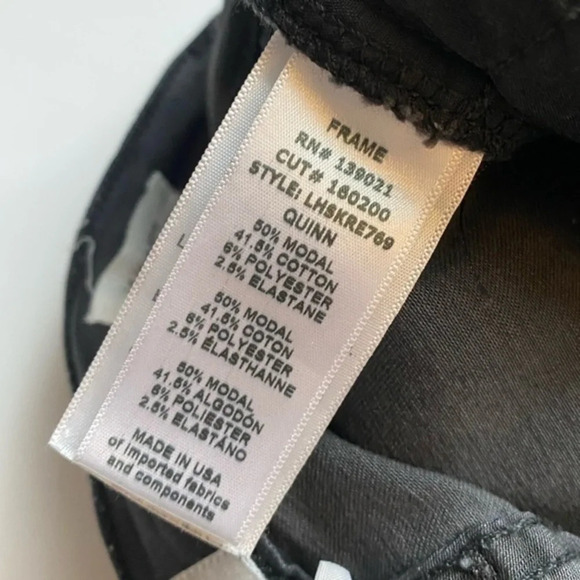 FRAME
RN# 139021
CUT# 160200
STYLE: LHSKRE769
QUINN
50% MODAL
41.5% COTTON
6% POLYESTER
2.5% ELASTANE
50% MODAL
41.5% COTON
6% POLYESTER
2.5% ÉLASTHANNE
50% MODAL
41.5% ALGODÓN
6% POLIESTER
2.5% ELASTANO
MADE IN USA
of imported fabrics
and components